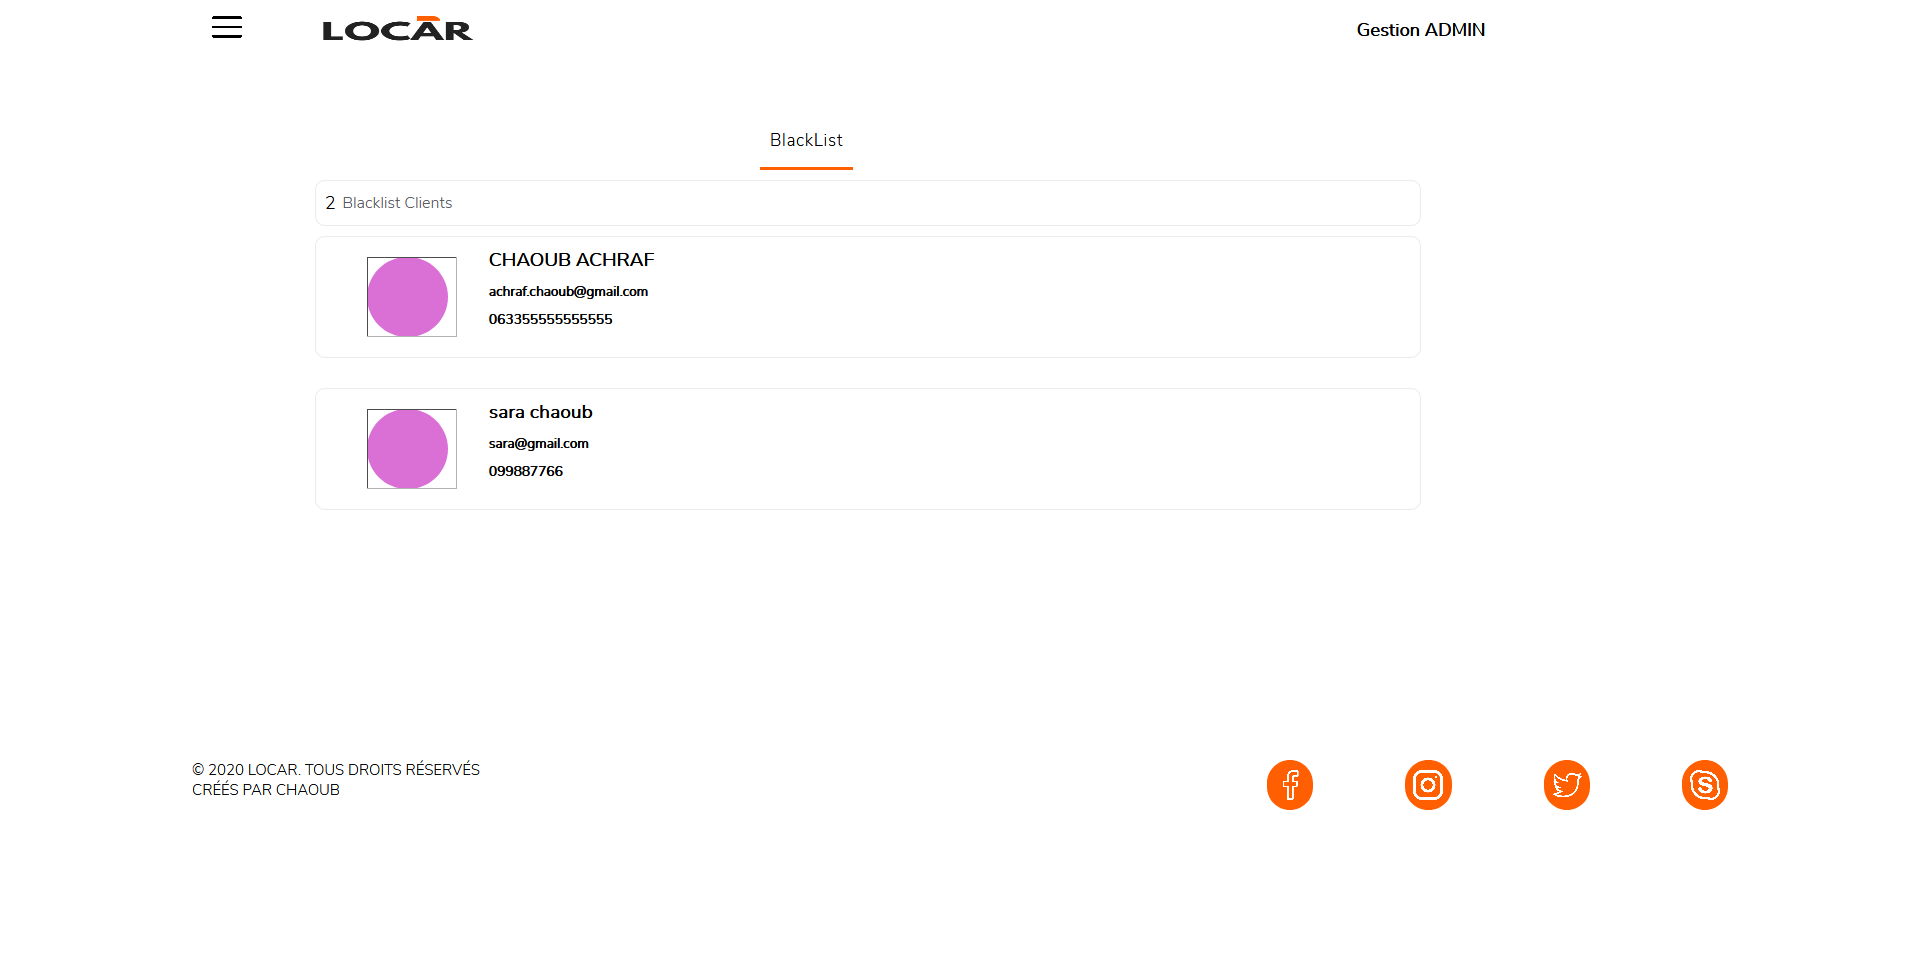 LOCAR
Gestion ADMIN
BlackList
2 Blacklist Clients
CHAOUB ACHRAF
achraf.chaoub@gmail.com
063355555555555
sara chaoub
sara@gmail.com
099887766
© 2020 LOCAR. TOUS DROITS RÉSERVÉS
CRÉÉS PAR CHAOUB